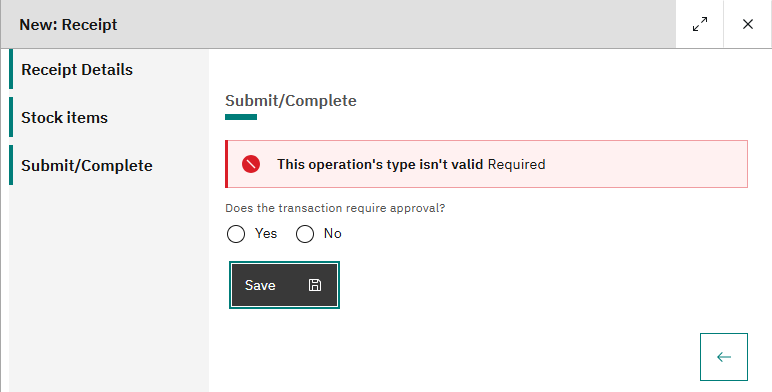 New: Receipt
Receipt Details
Stock items
Submit/Complete
Submit/Complete
This operation's type isn't valid Required
Does the transaction require approval?
Yes No
Save